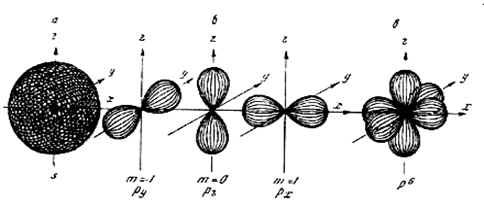 а б в
z z z z z
y y y y y
x x x
s m=-1 m=0 m=1 p⁶
py pz px